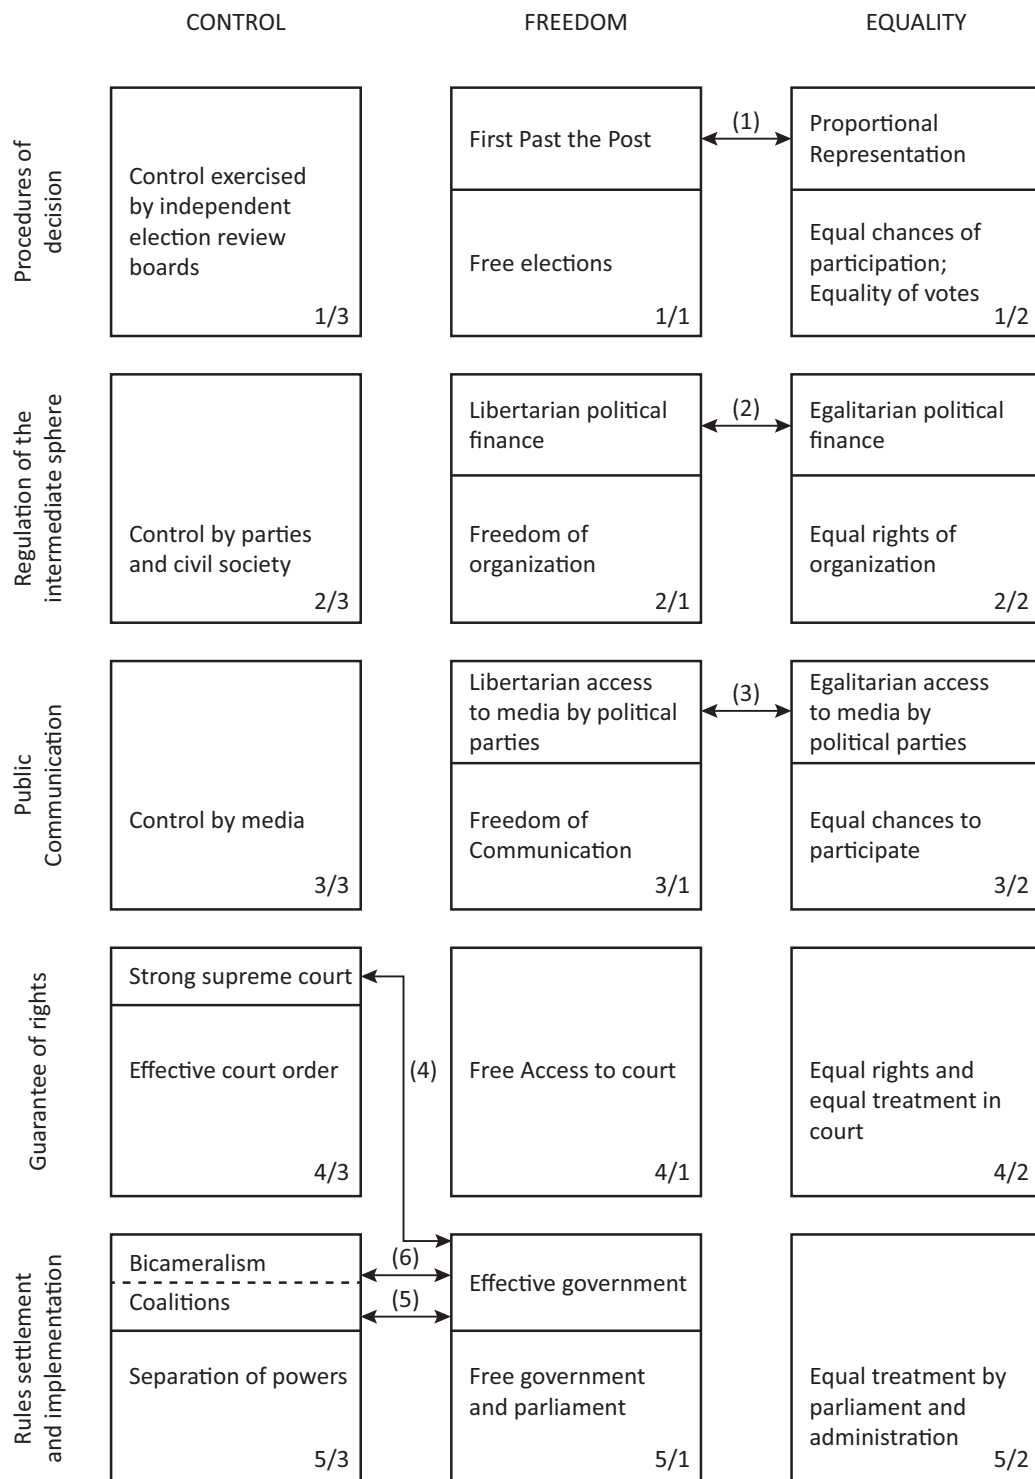 CONTROL
FREEDOM
EQUALITY
Procedures of
decision
Control exercised
by independent
election review
boards
1/3
First Past the Post
Free elections
1/1
(1)
Proportional
Representation
Equal chances of
participation;
Equality of votes
1/2
Regulation of the
intermediate sphere
Control by parties
and civil society
2/3
Libertarian political
finance
Freedom of
organization
2/1
(2)
Egalitarian political
finance
Equal rights of
organization
2/2
Public
Communication
Control by media
3/3
Libertarian access
to media by political
parties
Freedom of
Communication
3/1
(3)
Egalitarian access
to media by
political parties
Equal chances to
participate
3/2
Guarantee of rights
Strong supreme court
Effective court order
4/3
(4)
Free Access to court
4/1
Equal rights and
equal treatment in
court
4/2
Rules settlement
and implementation
Bicameralism
Coalitions
Separation of powers
5/3
(6)
(5)
Effective government
Free government
and parliament
5/1
Equal treatment by
parliament and
administration
5/2